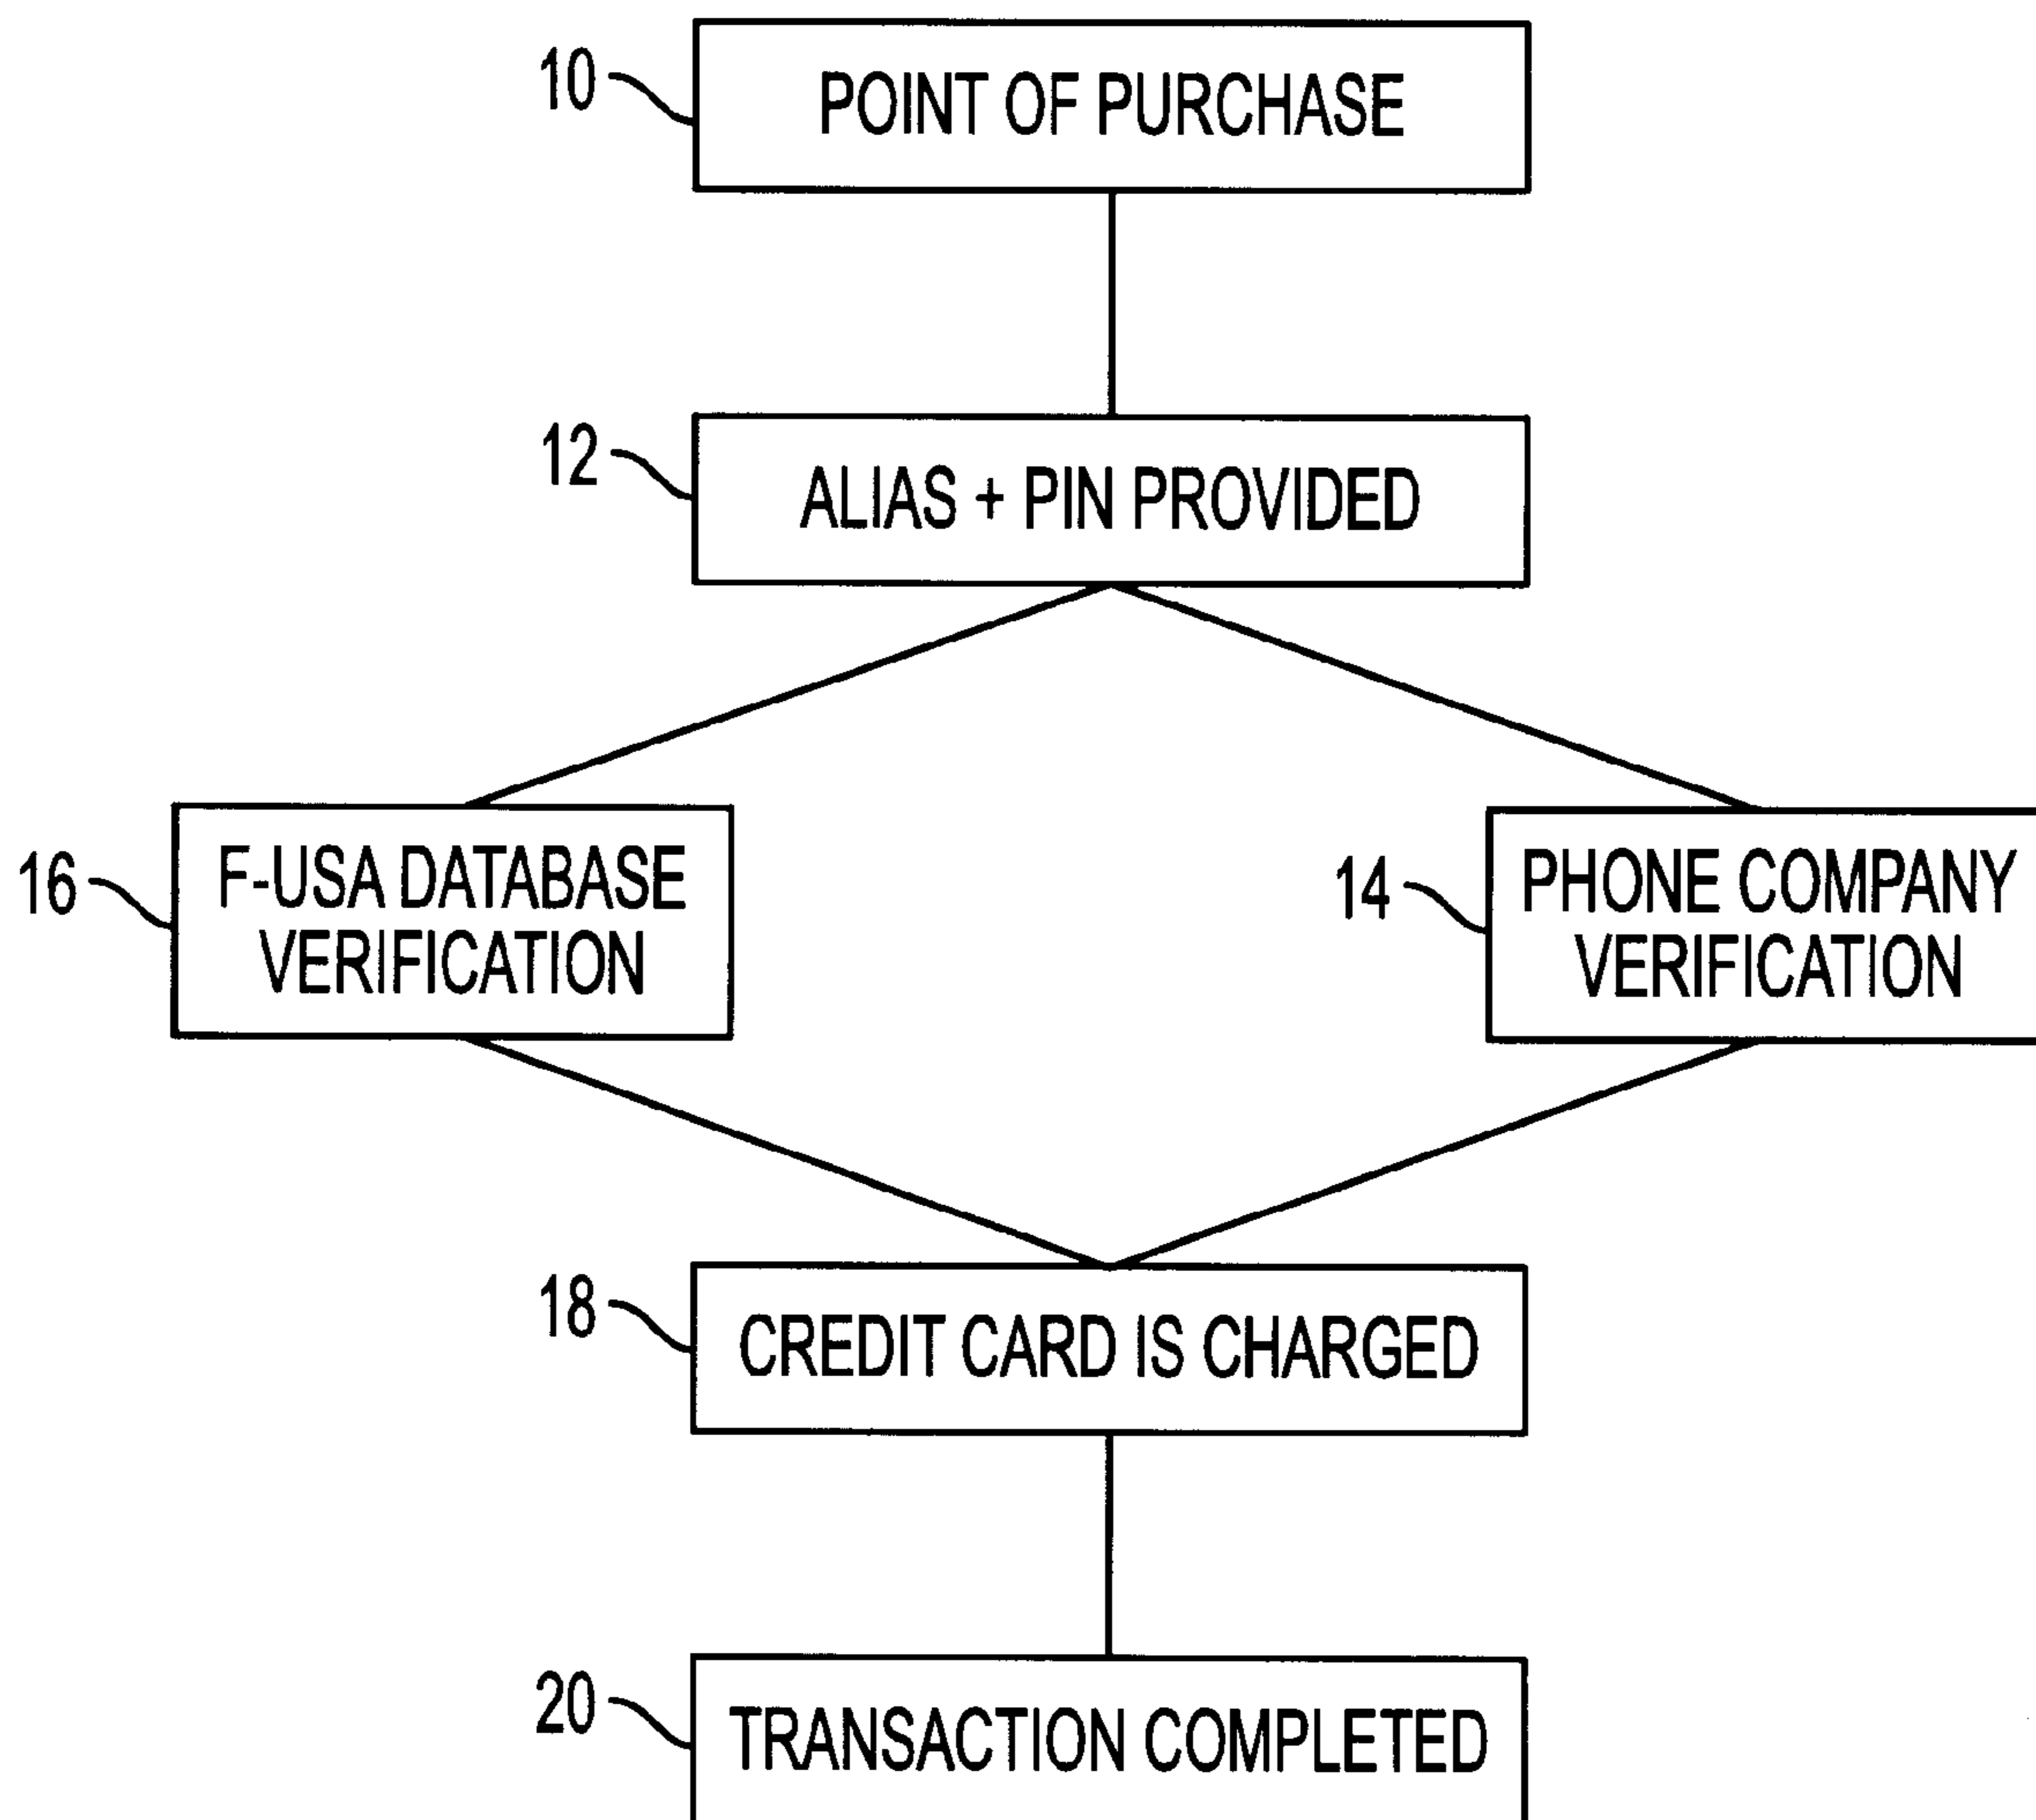 10
POINT OF PURCHASE
12
ALIAS + PIN PROVIDED
16
F-USA DATABASE
VERIFICATION
14
PHONE COMPANY
VERIFICATION
18
CREDIT CARD IS CHARGED
20
TRANSACTION COMPLETED